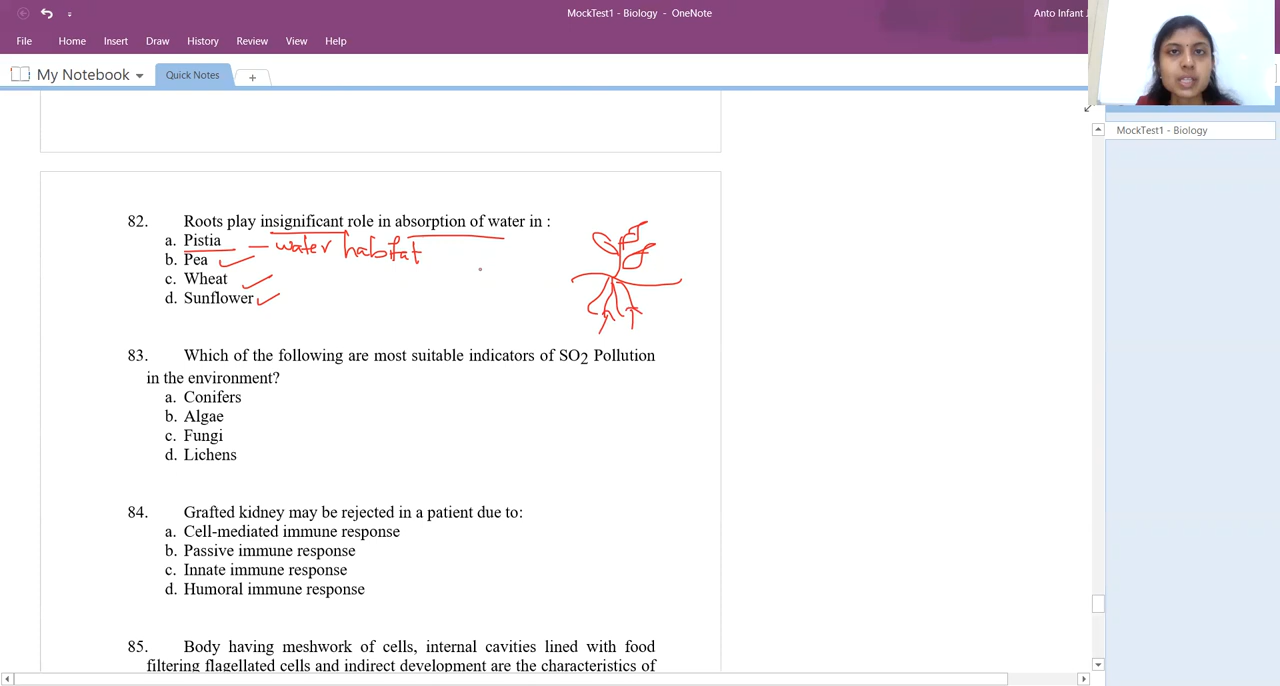 MockTest1 - Biology - OneNote
Anto Infant J
File Home Insert Draw History Review View Help
My Notebook Quick Notes +
MockTest1 - Biology
82. Roots play insignificant role in absorption of water in :
a. Pistia — water habitat
b. Pea
c. Wheat
d. Sunflower
83. Which of the following are most suitable indicators of SO2 Pollution
in the environment?
a. Conifers
b. Algae
c. Fungi
d. Lichens
84. Grafted kidney may be rejected in a patient due to:
a. Cell-mediated immune response
b. Passive immune response
c. Innate immune response
d. Humoral immune response
85. Body having meshwork of cells, internal cavities lined with food
filtering flagellated cells and indirect development are the characteristics of